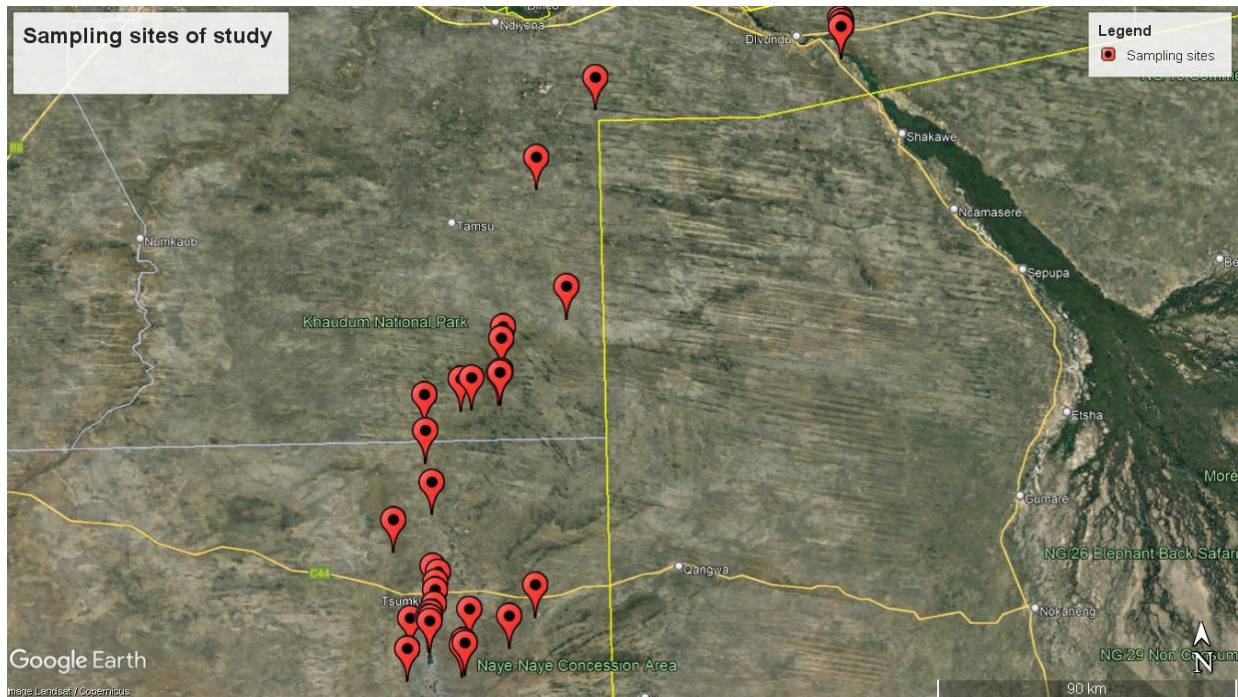 Sampling sites of study
Legend
Sampling sites
Ndiyona
Divundu
Shakawe
B8
Tamsu
Numkaub
Ncamasere
Sepupa
Khaudum National Park
Etsha
Gumare
NG/26 Elephant Back Safari
C44
Qangwa
Nokaneng
Google Earth
Naye-Naye Concession Area
N
90 km
Image Landsat / Copernicus